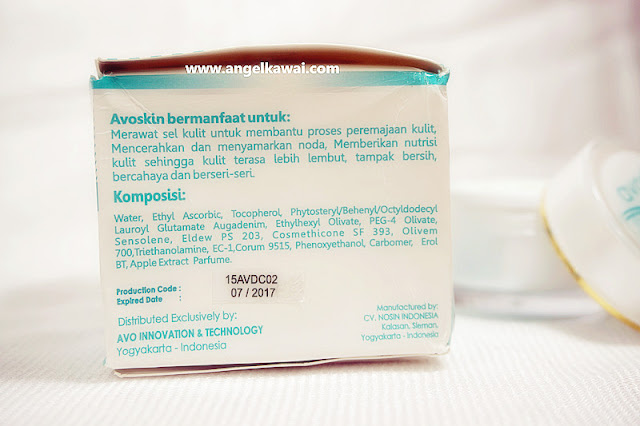 www.angelkawai.com
Avoskin bermanfaat untuk:
Merawat sel kulit untuk membantu proses peremajaan kulit,
Mencerahkan dan menyamarkan noda, Memberikan nutrisi
kulit sehingga kulit terasa lebih lembut, tampak bersih,
bercahaya dan berseri-seri.
Komposisi:
Water, Ethyl Ascorbic, Tocopherol, Phytosteryl/Behenyl/Octyldodecyl
Lauroyl Glutamate Augadenim, Ethylhexyl Olivate, PEG-4 Olivate,
Sensolene, Eldew PS 203, Cosmethicone SF 393, Olivem
700,Triethanolamine, EC-1,Corum 9515, Phenoxyethanol, Carbomer, Erol
BT, Apple Extract Parfume.
Production Code : 15AVDC02
Expired Date : 07 / 2017
Distributed Exclusively by:
AVO INNOVATION & TECHNOLOGY
Yogyakarta - Indonesia
Manufactured by:
CV. NOSIN INDONESIA
Kalasan, Sleman,
Yogyakarta - Indonesia